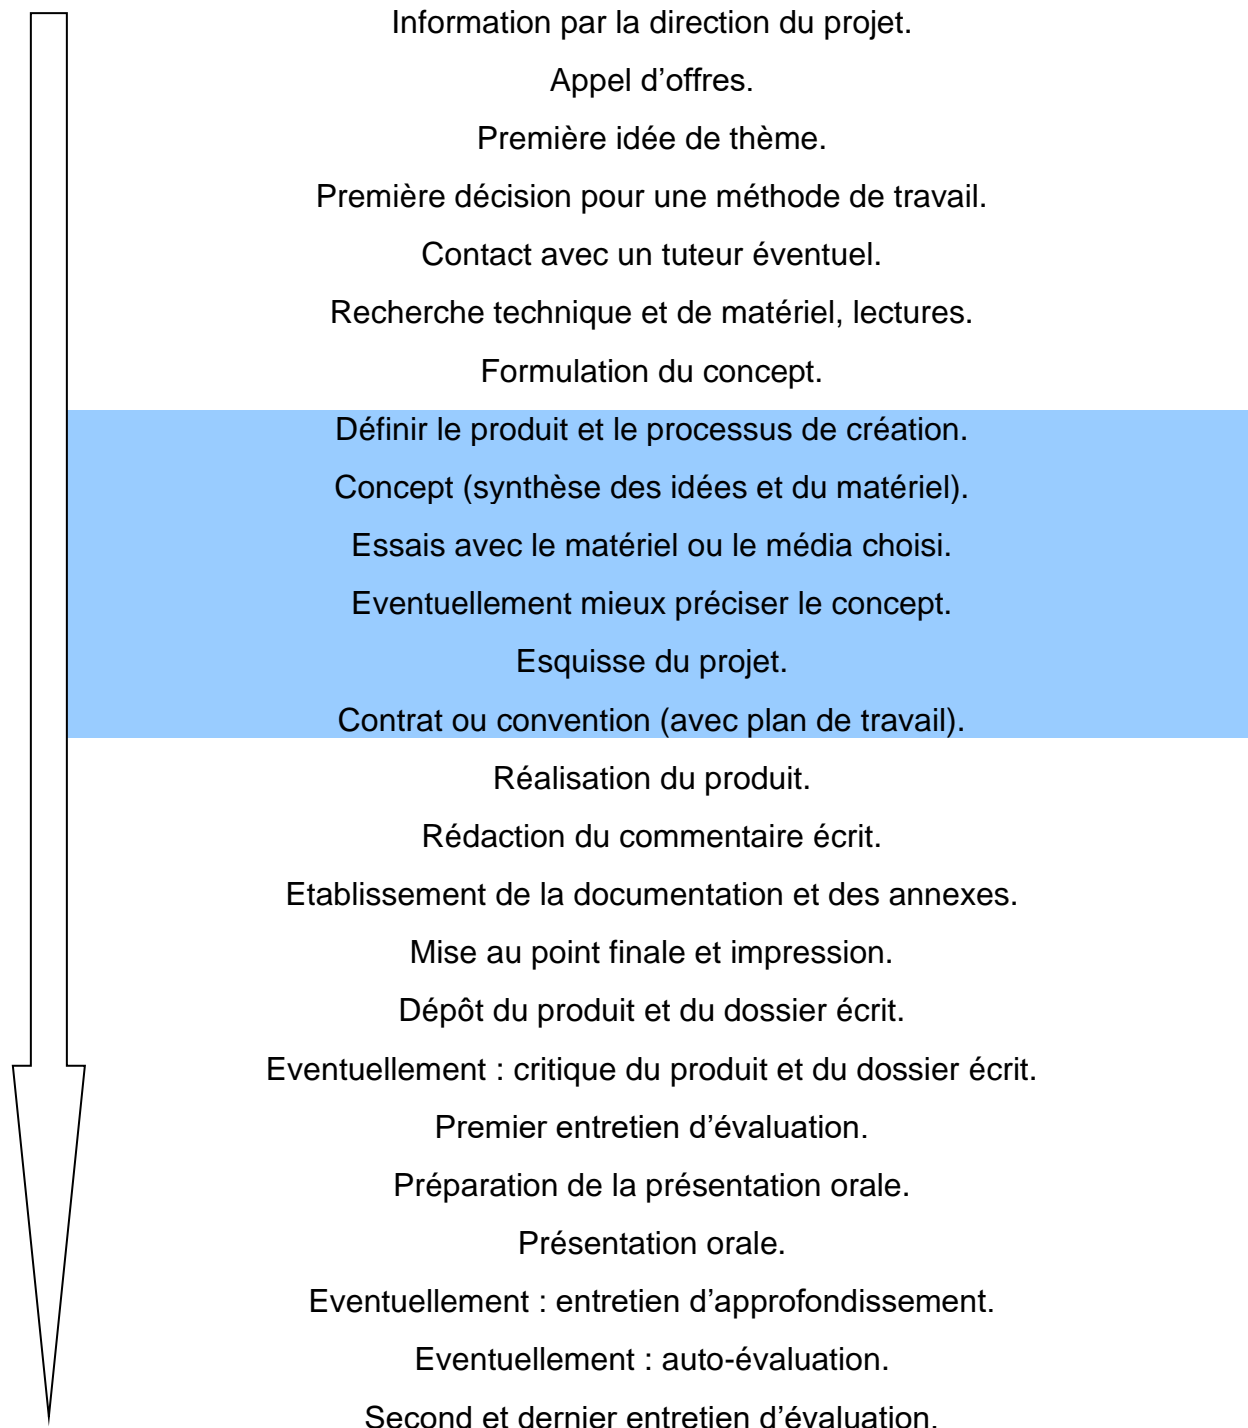 Information par la direction du projet.
Appel d’offres.
Première idée de thème.
Première décision pour une méthode de travail.
Contact avec un tuteur éventuel.
Recherche technique et de matériel, lectures.
Formulation du concept.
Définir le produit et le processus de création.
Concept (synthèse des idées et du matériel).
Essais avec le matériel ou le média choisi.
Eventuellement mieux préciser le concept.
Esquisse du projet.
Contrat ou convention (avec plan de travail).
Réalisation du produit.
Rédaction du commentaire écrit.
Etablissement de la documentation et des annexes.
Mise au point finale et impression.
Dépôt du produit et du dossier écrit.
Eventuellement : critique du produit et du dossier écrit.
Premier entretien d’évaluation.
Préparation de la présentation orale.
Présentation orale.
Eventuellement : entretien d’approfondissement.
Eventuellement : auto-évaluation.
Second et dernier entretien d’évaluation.